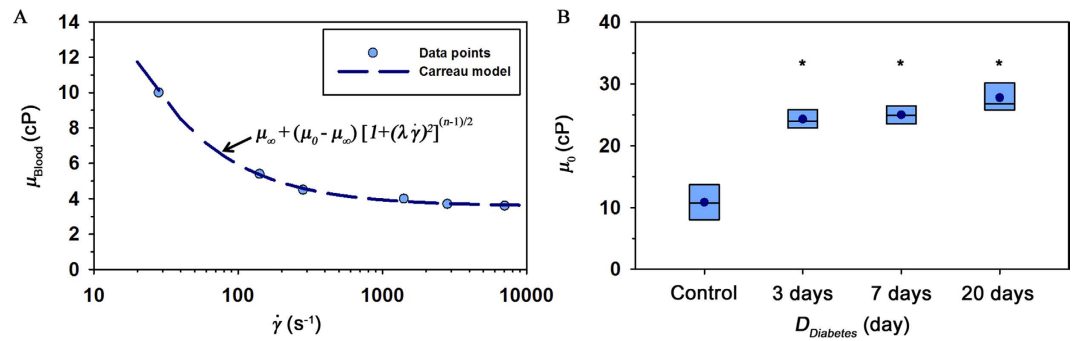 A
14
12
10
8
6
4
2
0
μBlood (cP)
Data points
Carreau model
μ∞ + (μ0 - μ∞) [1+(λγ̇)2](n-1)/2
10
100
1000
10000
γ̇ (s-1)
B
40
30
20
10
0
μ0 (cP)
* * *
Control 3 days 7 days 20 days
DDiabetes (day)